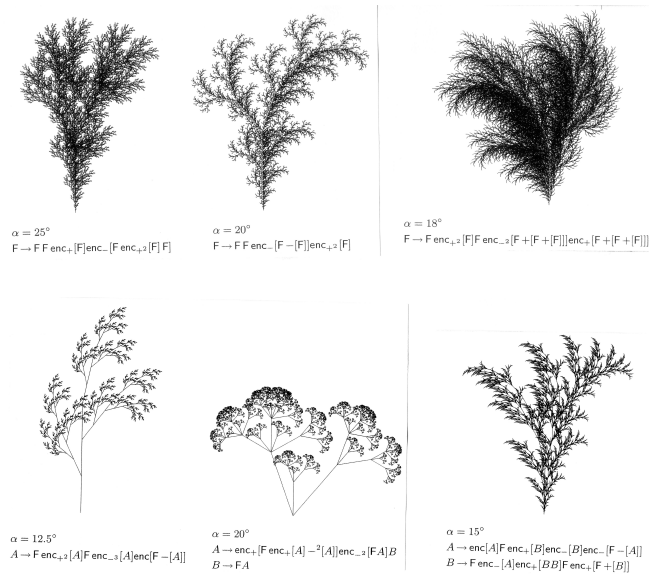 α = 25°
F → F F enc₊[F]enc₋[F enc₊²[F] F]
α = 20°
F → F F enc₋[F−[F]]enc₊²[F]
α = 18°
F → F enc₊²[F]F enc₋²[F+[F+[F]]]enc₊[F+[F+[F]]]
α = 12.5°
A → F enc₊²[A]F enc₋³[A]enc[F−[A]]
α = 20°
A → enc₊[F enc₊[A]−²[A]]enc₋²[FA]B
B → FA
α = 15°
A → enc[A]F enc₊[B]enc₋[B]enc₋[F−[A]]
B → F enc₋[A]enc₊[BB]F enc₊[F+[B]]